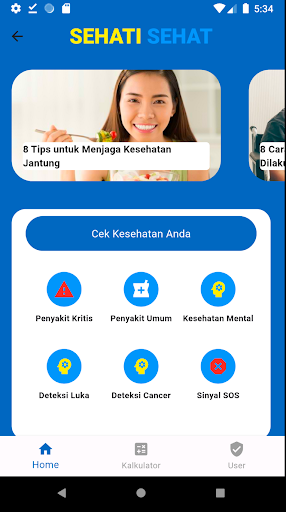 5:34
SEHATI SEHAT
8 Tips untuk Menjaga Kesehatan
Jantung
8 Car
Dilaku
Cek Kesehatan Anda
Penyakit Kritis
Penyakit Umum
Kesehatan Mental
Deteksi Luka
Deteksi Cancer
Sinyal SOS
Home
Kalkulator
User